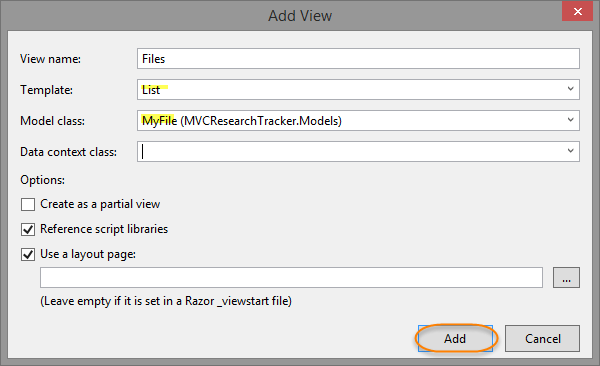 Add View
View name: Files
Template: List
Model class: MyFile (MVCResearchTracker.Models)
Data context class:
Options:
Create as a partial view
Reference script libraries
Use a layout page:
...
(Leave empty if it is set in a Razor _viewstart file)
Add Cancel